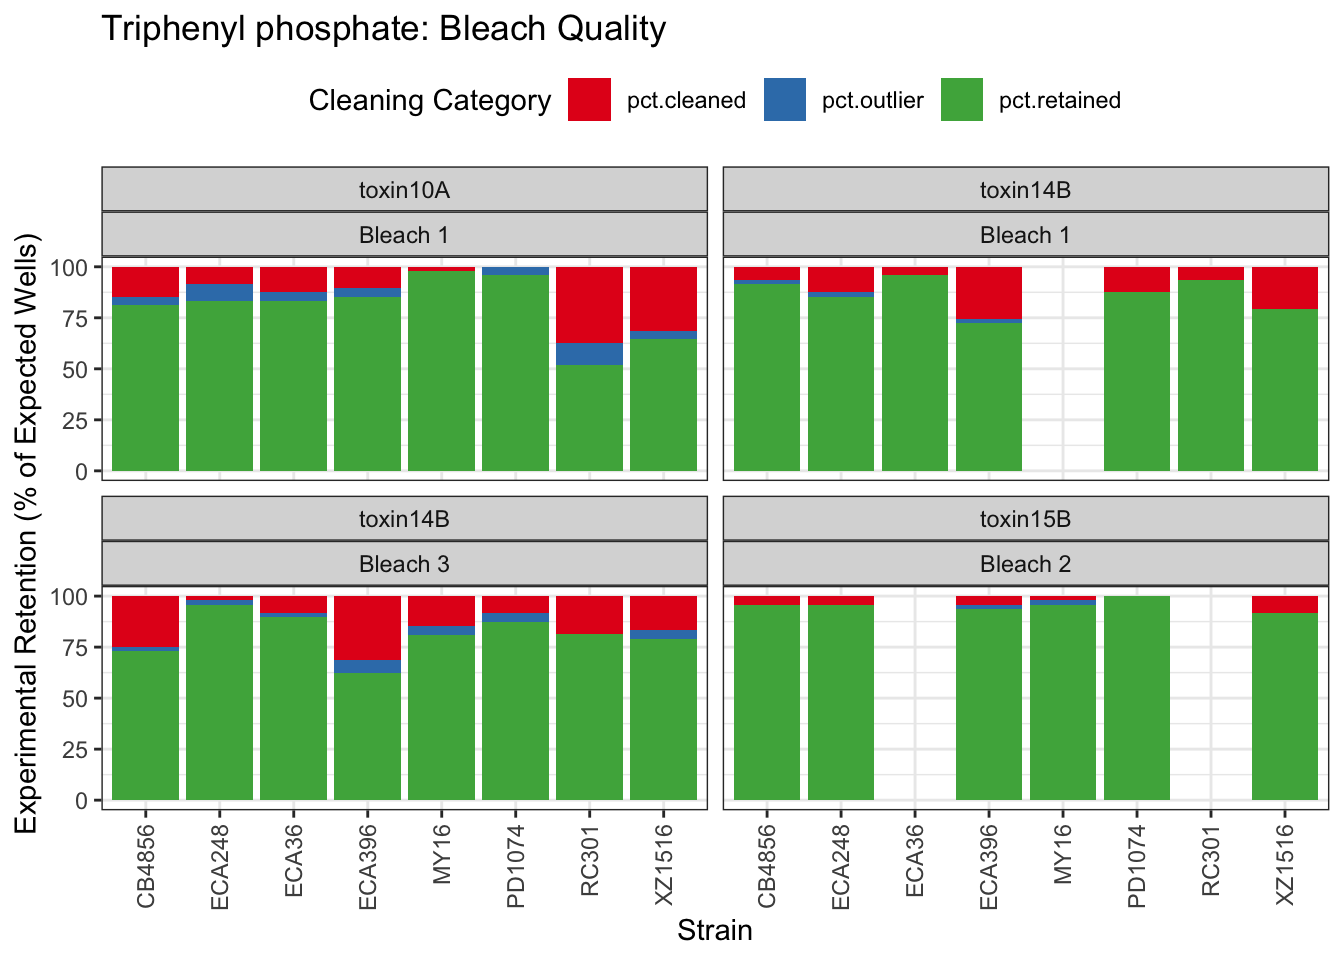 Triphenyl phosphate: Bleach Quality
Cleaning Category pct.cleaned pct.outlier pct.retained
toxin10A toxin14B
Bleach 1 Bleach 1
100
75
50
25
0
toxin14B toxin15B
Bleach 3 Bleach 2
100
75
50
25
0
Experimental Retention (% of Expected Wells)
CB4856 ECA248 ECA36 ECA396 MY16 PD1074 RC301 XZ1516 CB4856 ECA248 ECA36 ECA396 MY16 PD1074 RC301 XZ1516
Strain